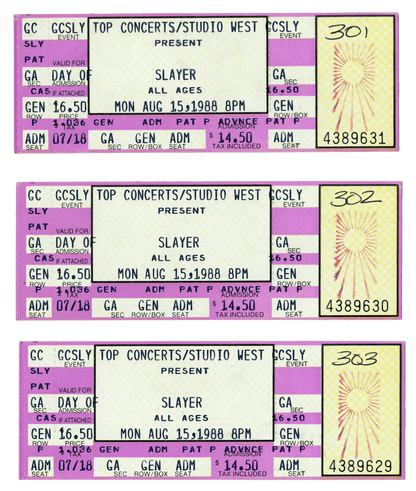 GC GCSLY TOP CONCERTS/STUDIO WEST GCSLY 301
EVENT EVENT
SLY PRESENT
PAT VALID FOR
GA DAY OF SLAYER GA
ADMISSION SEC
CAS IF ATTACHED ALL AGES 16.50
GEN 16.50 MON AUG 15,1988 8PM GEN
PRICE & TAX ROW/BOX
P 1.036 GEN ADM PAT P ADVNCE PAT P
ADMISSION
ADM 07/18 GA GEN ADM $ 14.50 ADM 4389631
SEAT SEC ROW/BOX SEAT TAX INCLUDED SEAT
GC GCSLY TOP CONCERTS/STUDIO WEST GCSLY 302
EVENT EVENT
SLY PRESENT
PAT VALID FOR
GA DAY OF SLAYER GA
ADMISSION SEC
CAS IF ATTACHED ALL AGES 16.50
GEN 16.50 MON AUG 15,1988 8PM GEN
PRICE & TAX ROW/BOX
P 1.036 GEN ADM PAT P ADVNCE PAT P
ADMISSION
ADM 07/18 GA GEN ADM $ 14.50 ADM 4389630
SEAT SEC ROW/BOX SEAT TAX INCLUDED SEAT
GC GCSLY TOP CONCERTS/STUDIO WEST GCSLY 303
EVENT EVENT
SLY PRESENT
PAT VALID FOR
GA DAY OF SLAYER GA
ADMISSION SEC
CAS IF ATTACHED ALL AGES 16.50
GEN 16.50 MON AUG 15,1988 8PM GEN
PRICE & TAX ROW/BOX
P 1.036 GEN ADM PAT P ADVNCE PAT P
ADMISSION
ADM 07/18 GA GEN ADM $ 14.50 ADM 4389629
SEAT SEC ROW/BOX SEAT TAX INCLUDED SEAT